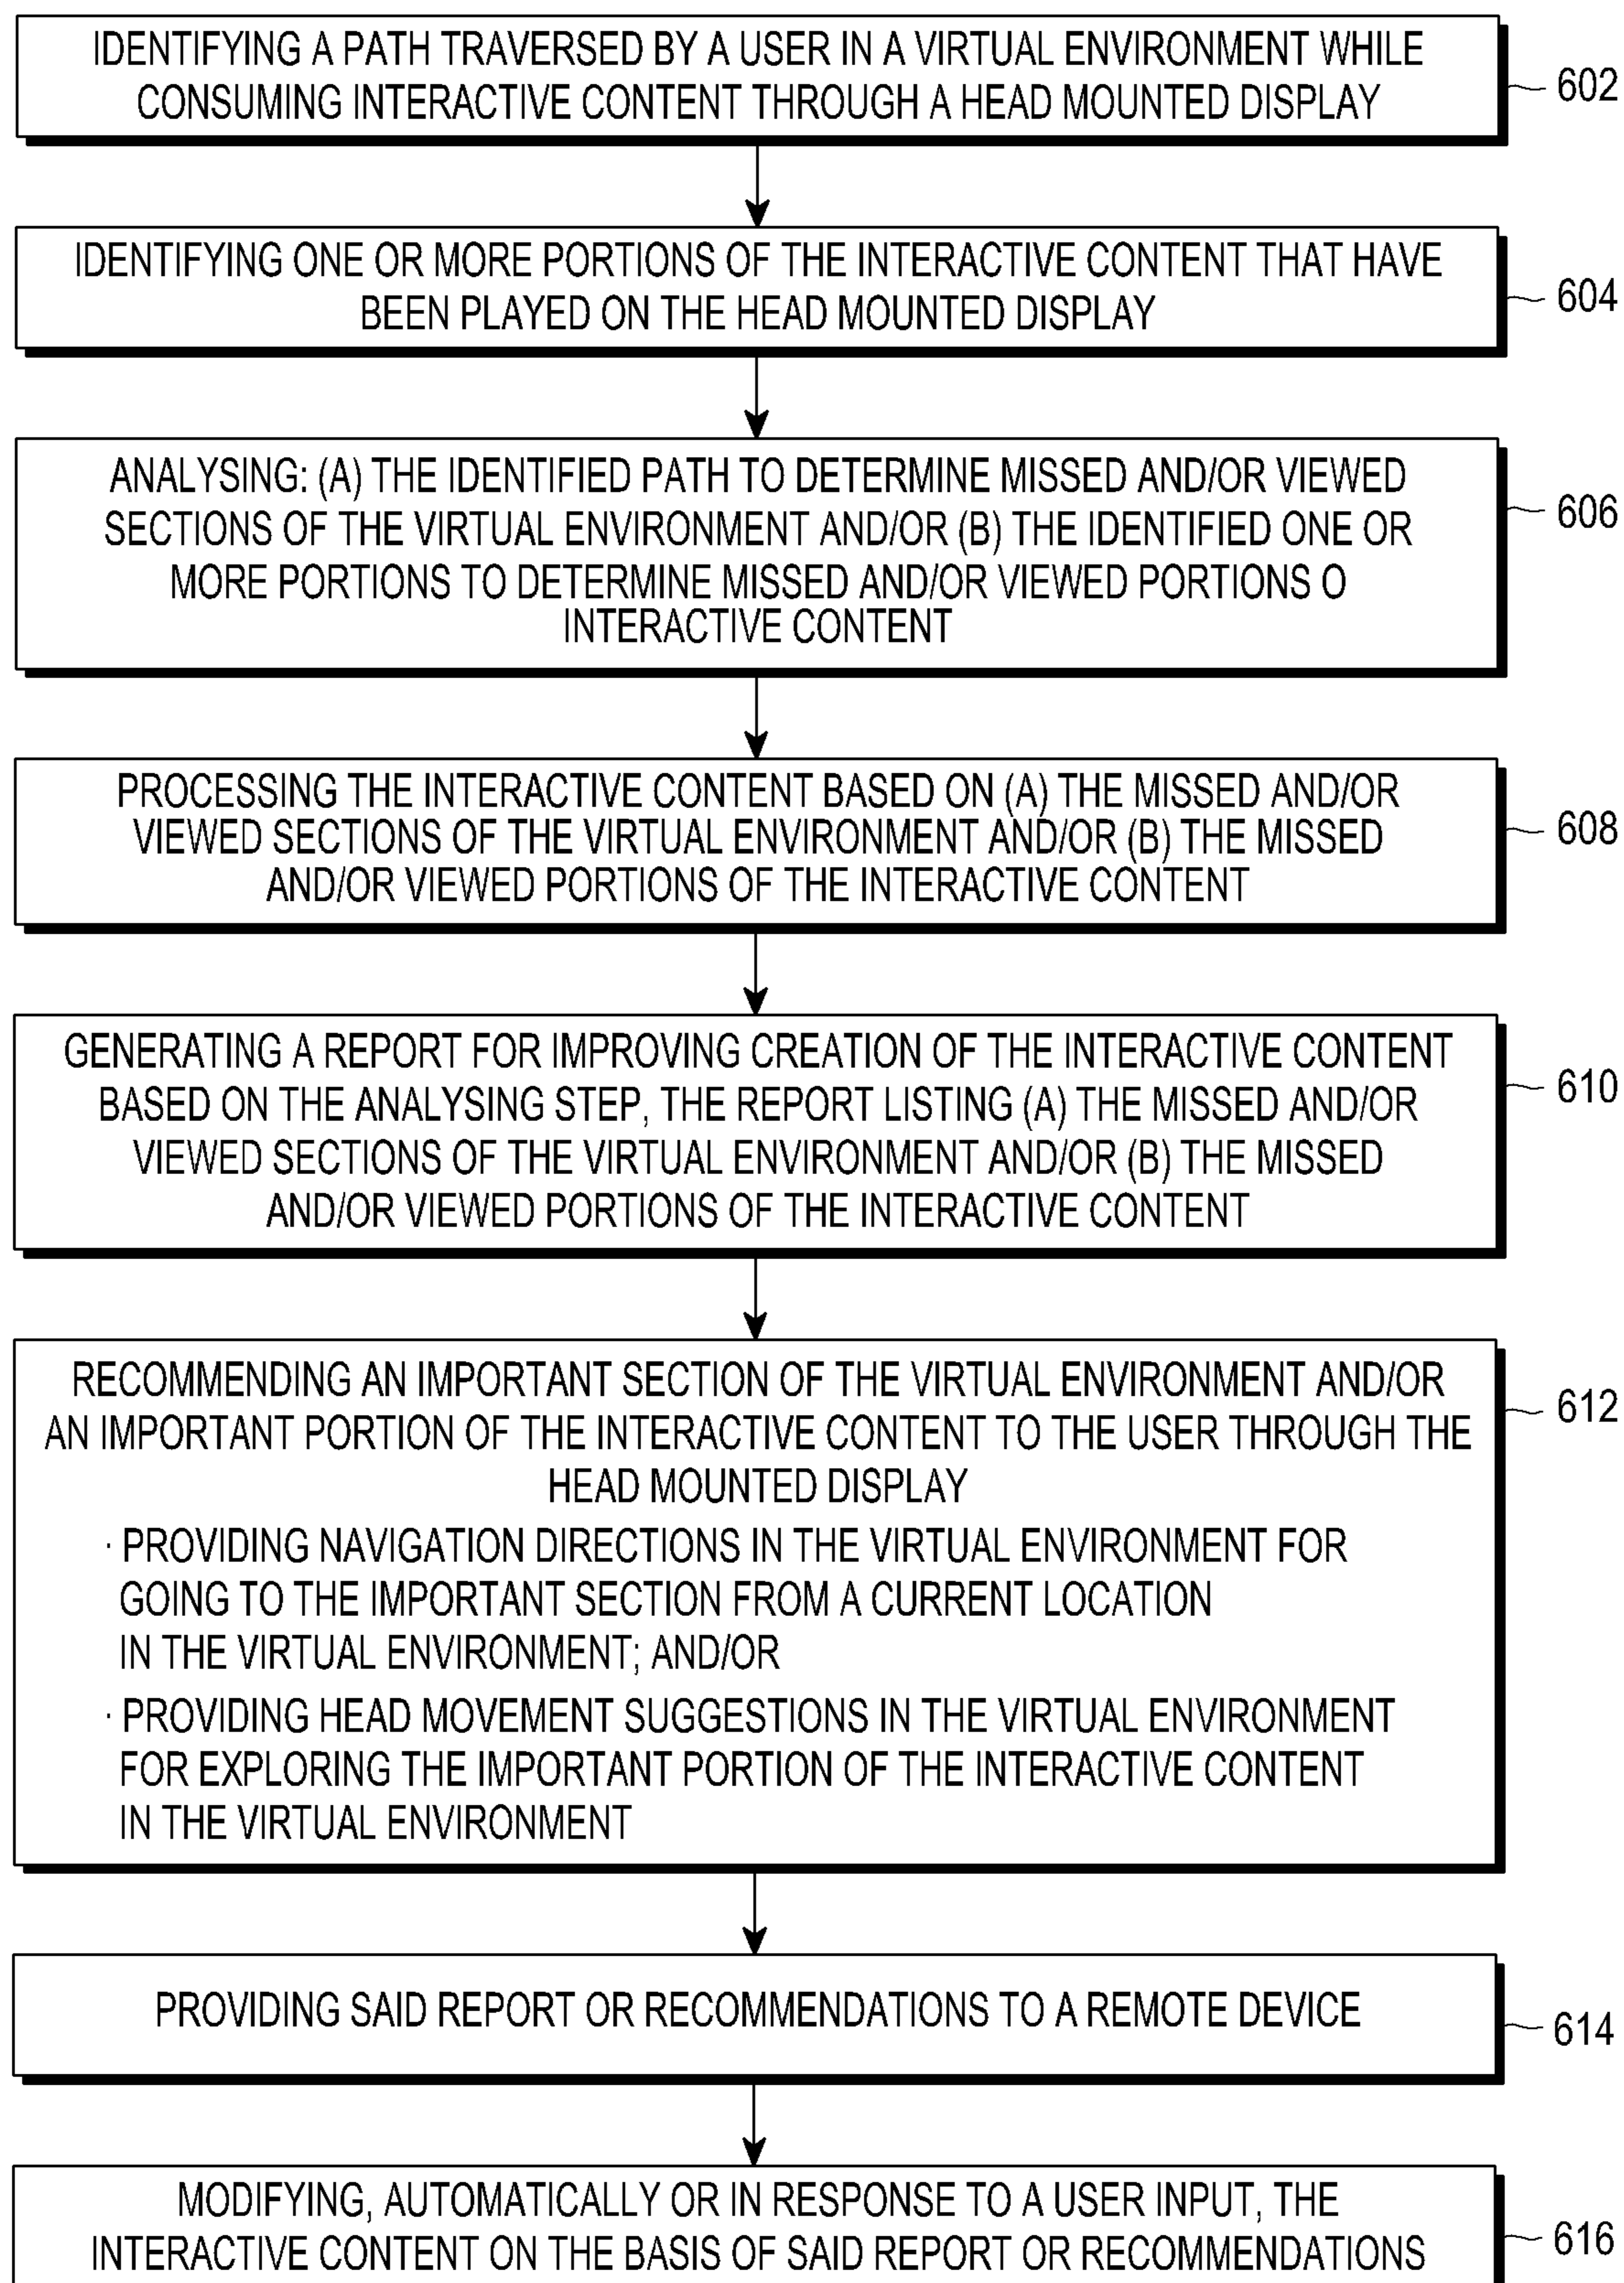 IDENTIFYING A PATH TRAVERSED BY A USER IN A VIRTUAL ENVIRONMENT WHILE
CONSUMING INTERACTIVE CONTENT THROUGH A HEAD MOUNTED DISPLAY
602
IDENTIFYING ONE OR MORE PORTIONS OF THE INTERACTIVE CONTENT THAT HAVE
BEEN PLAYED ON THE HEAD MOUNTED DISPLAY
604
ANALYSING: (A) THE IDENTIFIED PATH TO DETERMINE MISSED AND/OR VIEWED
SECTIONS OF THE VIRTUAL ENVIRONMENT AND/OR (B) THE IDENTIFIED ONE OR
MORE PORTIONS TO DETERMINE MISSED AND/OR VIEWED PORTIONS O
INTERACTIVE CONTENT
606
PROCESSING THE INTERACTIVE CONTENT BASED ON (A) THE MISSED AND/OR
VIEWED SECTIONS OF THE VIRTUAL ENVIRONMENT AND/OR (B) THE MISSED
AND/OR VIEWED PORTIONS OF THE INTERACTIVE CONTENT
608
GENERATING A REPORT FOR IMPROVING CREATION OF THE INTERACTIVE CONTENT
BASED ON THE ANALYSING STEP, THE REPORT LISTING (A) THE MISSED AND/OR
VIEWED SECTIONS OF THE VIRTUAL ENVIRONMENT AND/OR (B) THE MISSED
AND/OR VIEWED PORTIONS OF THE INTERACTIVE CONTENT
610
RECOMMENDING AN IMPORTANT SECTION OF THE VIRTUAL ENVIRONMENT AND/OR
AN IMPORTANT PORTION OF THE INTERACTIVE CONTENT TO THE USER THROUGH THE
HEAD MOUNTED DISPLAY
· PROVIDING NAVIGATION DIRECTIONS IN THE VIRTUAL ENVIRONMENT FOR
GOING TO THE IMPORTANT SECTION FROM A CURRENT LOCATION
IN THE VIRTUAL ENVIRONMENT; AND/OR
· PROVIDING HEAD MOVEMENT SUGGESTIONS IN THE VIRTUAL ENVIRONMENT
FOR EXPLORING THE IMPORTANT PORTION OF THE INTERACTIVE CONTENT
IN THE VIRTUAL ENVIRONMENT
612
PROVIDING SAID REPORT OR RECOMMENDATIONS TO A REMOTE DEVICE
614
MODIFYING, AUTOMATICALLY OR IN RESPONSE TO A USER INPUT, THE
INTERACTIVE CONTENT ON THE BASIS OF SAID REPORT OR RECOMMENDATIONS
616